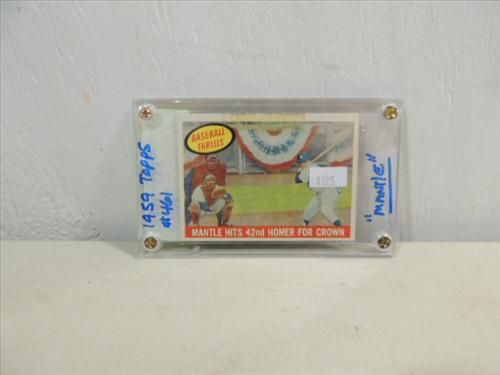 1959 TOPPS
#461
BASEBALL
THRILLS
$125
MANTLE HITS 42nd HOMER FOR CROWN
"MANTLE"